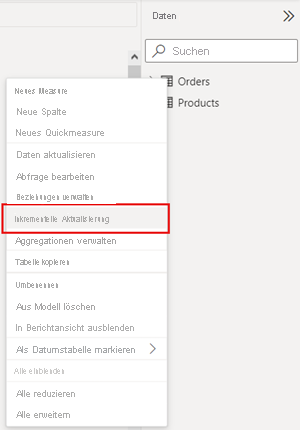 Daten
Suchen
Orders
Products
Neues Measure
Neue Spalte
Neues Quickmeasure
Daten aktualisieren
Abfrage bearbeiten
Beziehungen verwalten
Inkrementelle Aktualisierung
Aggregationen verwalten
Tabelle kopieren
Umbenennen
Aus Modell löschen
In Berichtansicht ausblenden
Als Datumstabelle markieren
Alle einblenden
Alle reduzieren
Alle erweitern